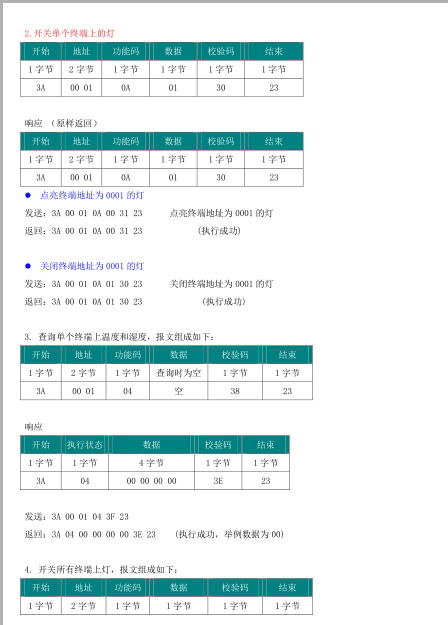 2.开关单个终端上的灯
开始 地址 功能码 数据 校验码 结束
1 字节 2 字节 1 字节 1 字节 1 字节 1 字节
3A 00 01 0A 01 30 23
响应 （原样返回）
开始 地址 功能码 数据 校验码 结束
1 字节 2 字节 1 字节 1 字节 1 字节 1 字节
3A 00 01 0A 01 30 23
● 点亮终端地址为 0001 的灯
发送：3A 00 01 0A 00 31 23 点亮终端地址为 0001 的灯
返回：3A 00 01 0A 00 31 23 (执行成功)
● 关闭终端地址为 0001 的灯
发送：3A 00 01 0A 01 30 23 关闭终端地址为 0001 的灯
返回：3A 00 01 0A 01 30 23 (执行成功)
3. 查询单个终端上温度和湿度，报文组成如下：
开始 地址 功能码 数据 校验码 结束
1 字节 2 字节 1 字节 查询时为空 1 字节 1 字节
3A 00 01 04 空 38 23
响应
开始 执行状态 数据 校验码 结束
1 字节 1 字节 4 字节 1 字节 1 字节
3A 04 00 00 00 00 3E 23
发送：3A 00 01 04 3F 23
返回：3A 04 00 00 00 00 3E 23 (执行成功，举例数据为 00)
4. 开关所有终端上灯，报文组成如下：
开始 地址 功能码 数据 校验码 结束
1 字节 2 字节 1 字节 1 字节 1 字节 1 字节